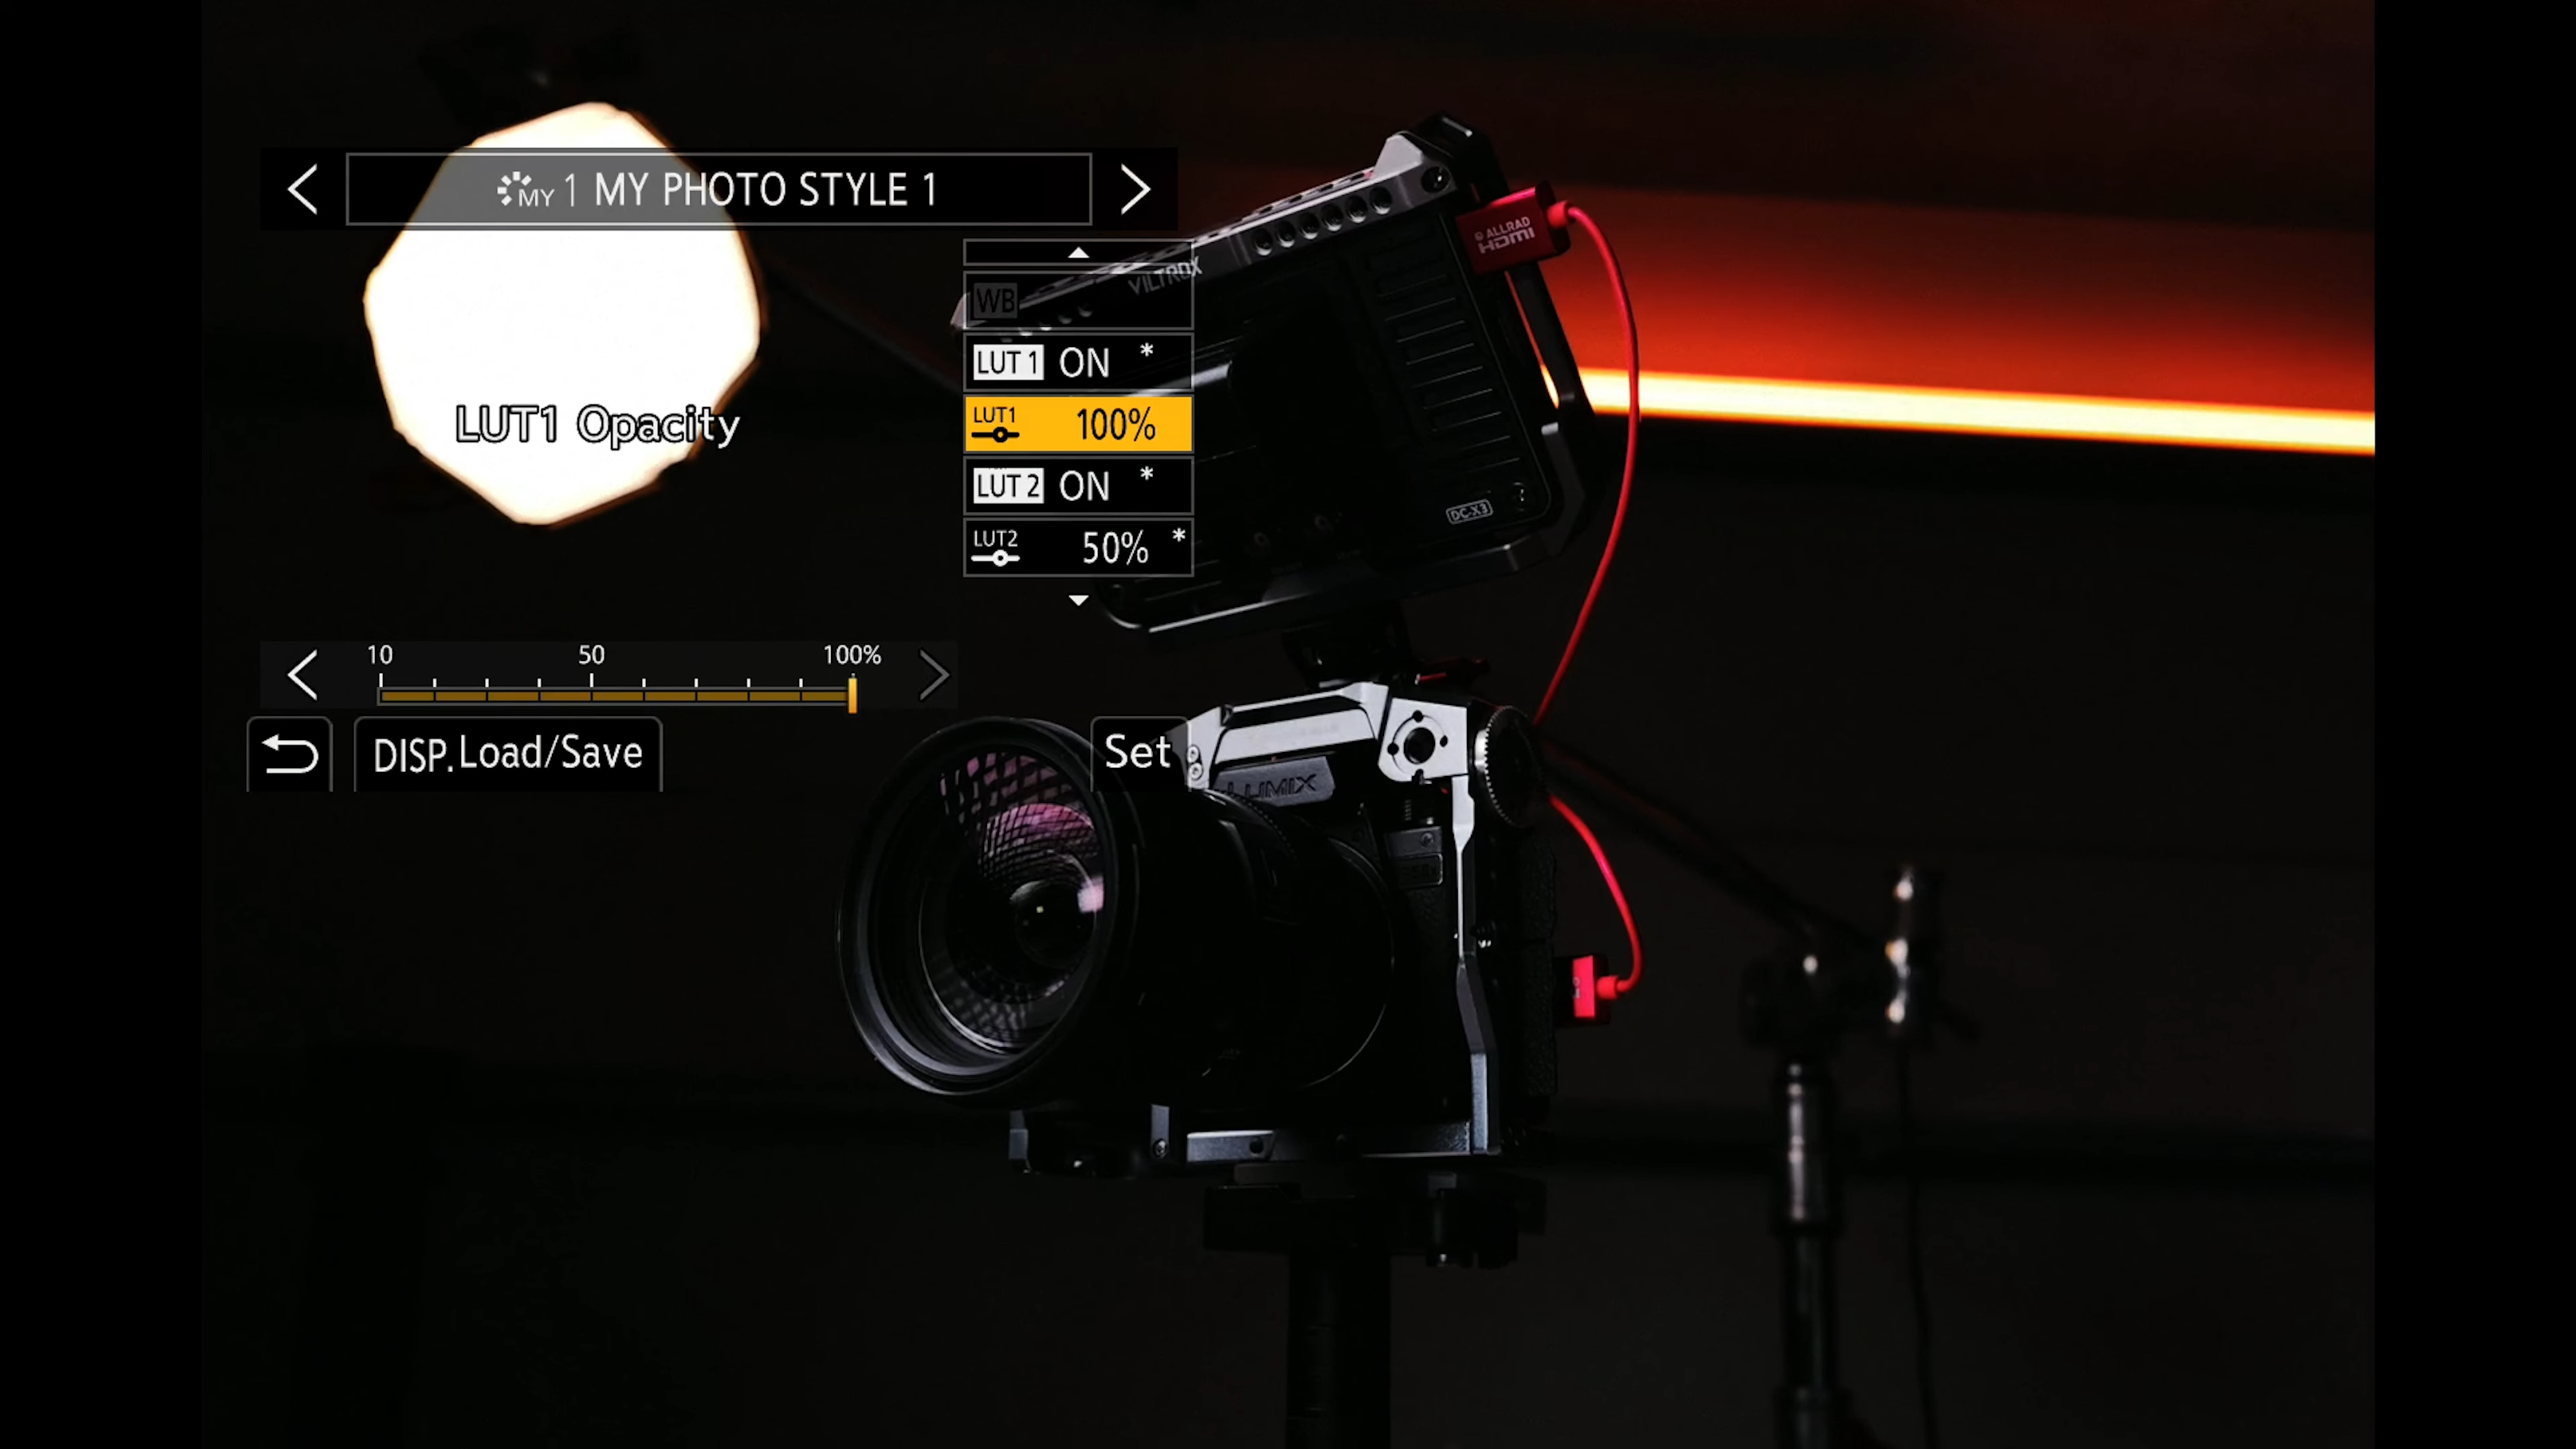 MY 1 MY PHOTO STYLE 1
WB
VILTROX
ALLRAD
HDMI
LUT 1 ON *
LUT1 100%
LUT1 Opacity
LUT 2 ON *
LUT2 50% *
DC-X3
10 50 100%
DISP. Load/Save
Set
LUMIX